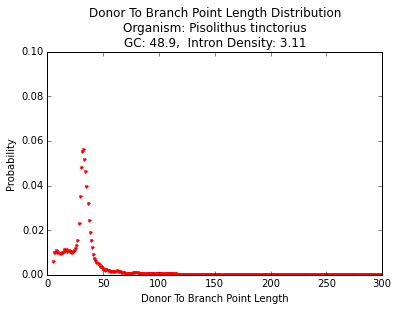 Donor To Branch Point Length Distribution
Organism: Pisolithus tinctorius
GC: 48.9,  Intron Density: 3.11
0.10
0.08
0.06
0.04
0.02
0.00
Probability
0 50 100 150 200 250 300
Donor To Branch Point Length